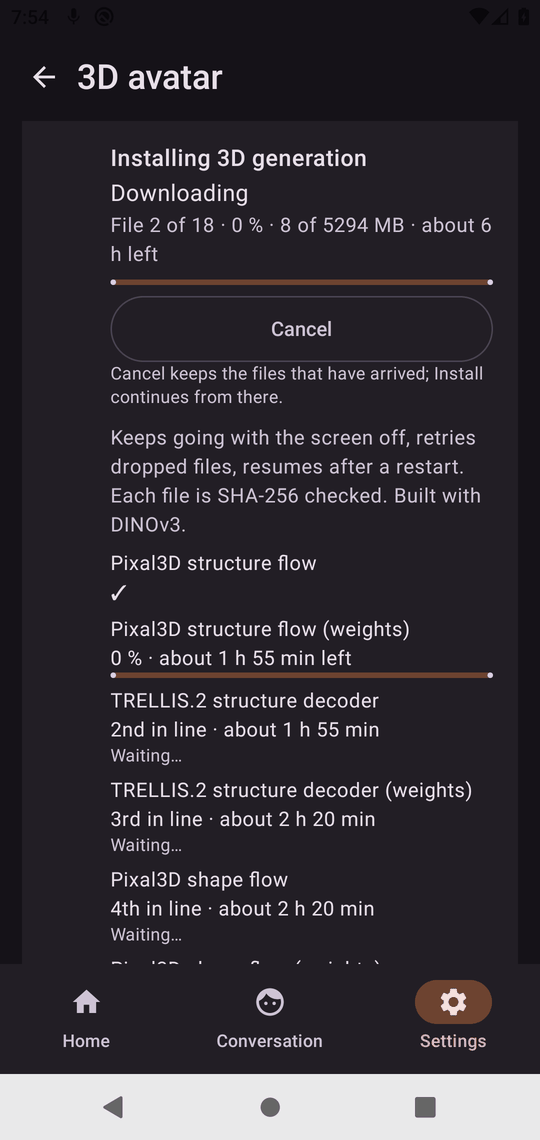 7:54
3D avatar
Installing 3D generation
Downloading
File 2 of 18 · 0 % · 8 of 5294 MB · about 6
h left
Cancel
Cancel keeps the files that have arrived; Install
continues from there.
Keeps going with the screen off, retries
dropped files, resumes after a restart.
Each file is SHA-256 checked. Built with
DINOv3.
Pixal3D structure flow
✓
Pixal3D structure flow (weights)
0 % · about 1 h 55 min left
TRELLIS.2 structure decoder
2nd in line · about 1 h 55 min
Waiting…
TRELLIS.2 structure decoder (weights)
3rd in line · about 2 h 20 min
Waiting…
Pixal3D shape flow
4th in line · about 2 h 20 min
Waiting…
Home
Conversation
Settings